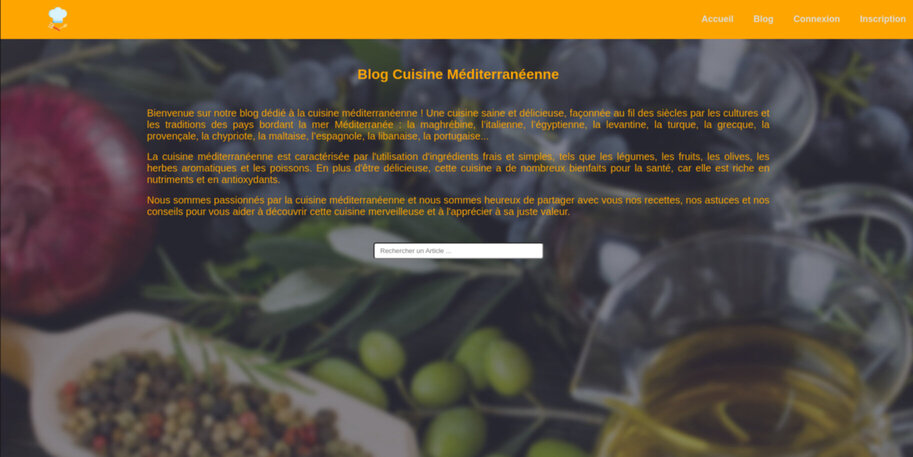 Accueil Blog Connexion Inscription
Blog Cuisine Méditerranéenne
Bienvenue sur notre blog dédié à la cuisine méditerranéenne ! Une cuisine saine et délicieuse, façonnée au fil des siècles par les cultures et
les traditions des pays bordant la mer Méditerranée : la maghrébine, l'italienne, l'égyptienne, la levantine, la turque, la grecque, la
provençale, la chypriote, la maltaise, l'espagnole, la libanaise, la portugaise...
La cuisine méditerranéenne est caractérisée par l'utilisation d'ingrédients frais et simples, tels que les légumes, les fruits, les olives, les
herbes aromatiques et les poissons. En plus d'être délicieuse, cette cuisine a de nombreux bienfaits pour la santé, car elle est riche en
nutriments et en antioxydants.
Nous sommes passionnés par la cuisine méditerranéenne et nous sommes heureux de partager avec vous nos recettes, nos astuces et nos
conseils pour vous aider à découvrir cette cuisine merveilleuse et à l'apprécier à sa juste valeur.
Rechercher un Article ...